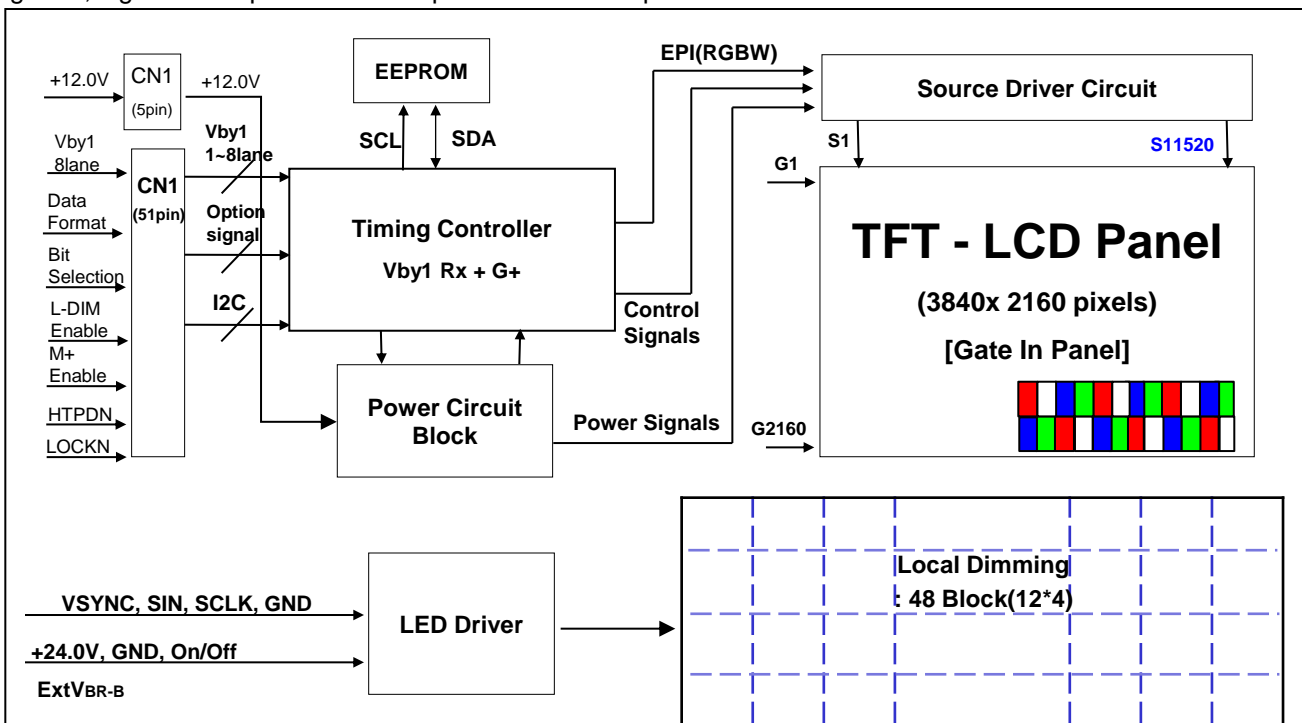 +12.0V
CN1
(5pin)
+12.0V
EEPROM
SCL
SDA
EPI(RGBW)
Source Driver Circuit
S1
S11520
Vby1
8lane
Data
Format
Bit
Selection
L-DIM
Enable
M+
Enable
HTPDN
LOCKN
CN1
(51pin)
Vby1
1~8lane
Option
signal
I2C
Timing Controller
Vby1 Rx + G+
Control
Signals
Power Circuit
Block
Power Signals
G1
G2160
TFT - LCD Panel
(3840x 2160 pixels)
[Gate In Panel]
VSYNC, SIN, SCLK, GND
+24.0V, GND, On/Off
ExtVBR-B
LED Driver
Local Dimming
: 48 Block(12*4)